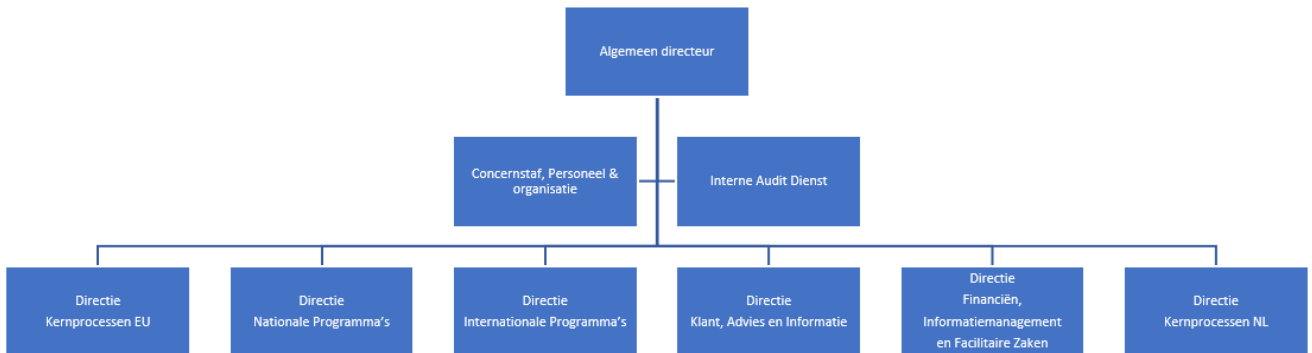 Algemeen directeur
Concernstaf, Personeel &
organisatie
Interne Audit Dienst
Directie
Kernprocessen EU
Directie
Nationale Programma's
Directie
Internationale Programma's
Directie
Klant, Advies en Informatie
Directie
Financiën,
Informatiemanagement
en Facilitaire Zaken
Directie
Kernprocessen NL